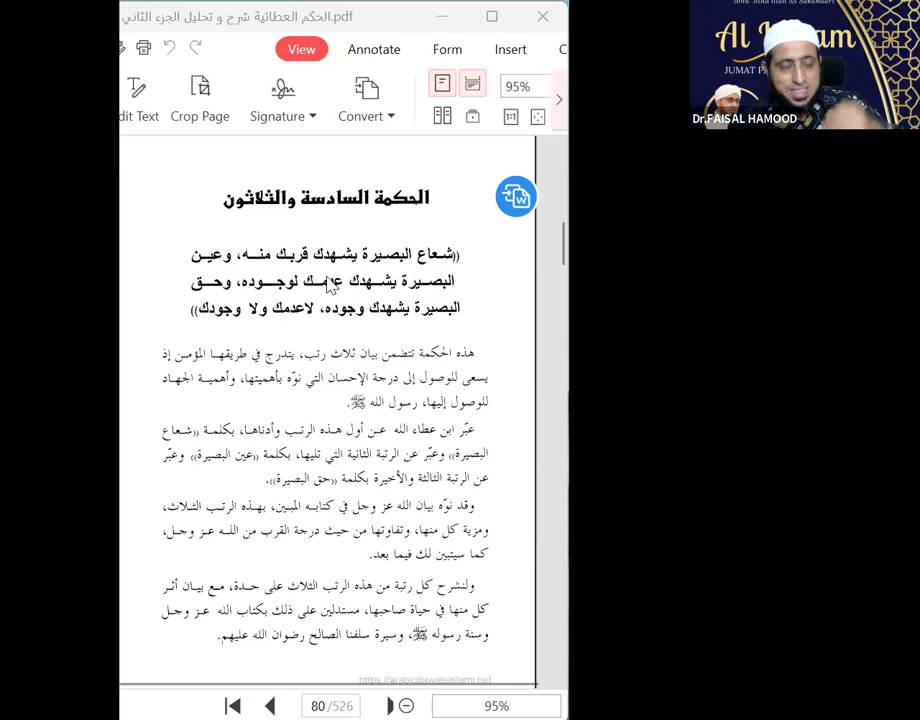 الحكم العطائية شرح و تحليل الجزء الثاني.pdf
View Annotate Form Insert C
dit Text Crop Page Signature Convert 95%
1:1
W
الحكمة السادسة والثلاثون
((شعاع البصيرة يشهدك قربك منه، وعين
البصيرة يشهدك عدمك لوجوده، وحق
البصيرة يشهدك وجوده، لاعدمك ولا وجودك))
هذه الحكمة تتضمن بيان ثلاث رتب، يتدرج في طريقها المؤمن إذ
يسعى للوصول إلى درجة الإحسان التي نوّه بأهميتها، وأهمية الجهاد
للوصول إليها، رسول الله ﷺ.
عبّر ابن عطاء الله عن أول هذه الرتب وأدناها، بكلمة ((شعاع
البصيرة)) وعبّر عن الرتبة الثانية التي تليها، بكلمة ((عين البصيرة)) وعبّر
عن الرتبة الثالثة والأخيرة بكلمة ((حق البصيرة)).
وقد نوّه بيان الله عز وجل في كتابه المبين، بهذه الرتب الثلاث،
ومزية كل منها، وتفاوتها من حيث درجة القرب من الله عز وجل،
كما سيتبين لك فيما بعد.
ولنشرح كل رتبة من هذه الرتب الثلاث على حدة، مع بيان أثر
كل منها في حياة صاحبها، مستدلين على ذلك بكتاب الله عز وجل
وسنة رسوله ﷺ، وسيرة سلفنا الصالح رضوان الله عليهم.
https://arabicdawateislami.net
80 /526 95%
Al
JUMAT P
Dr.FAISAL HAMOOD